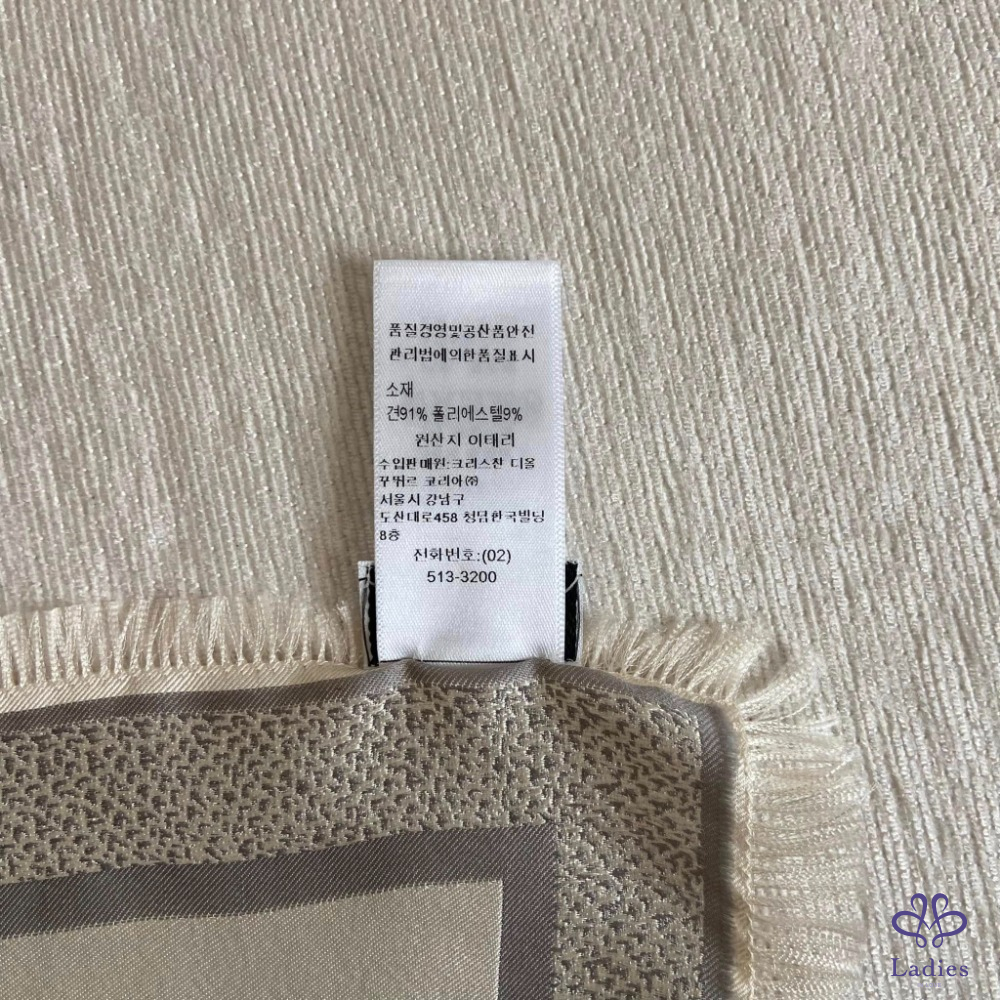 품질경영및공산품안전
관리법에의한품질표시
소재
견91% 폴리에스텔9%
원산지 이태리
수입판매원:크리스챤 디올
꾸뛰르 코리아㈜
서울시 강남구
도산대로458 청담한국빌딩
8층
전화번호:(02)
513-3200
Ladies